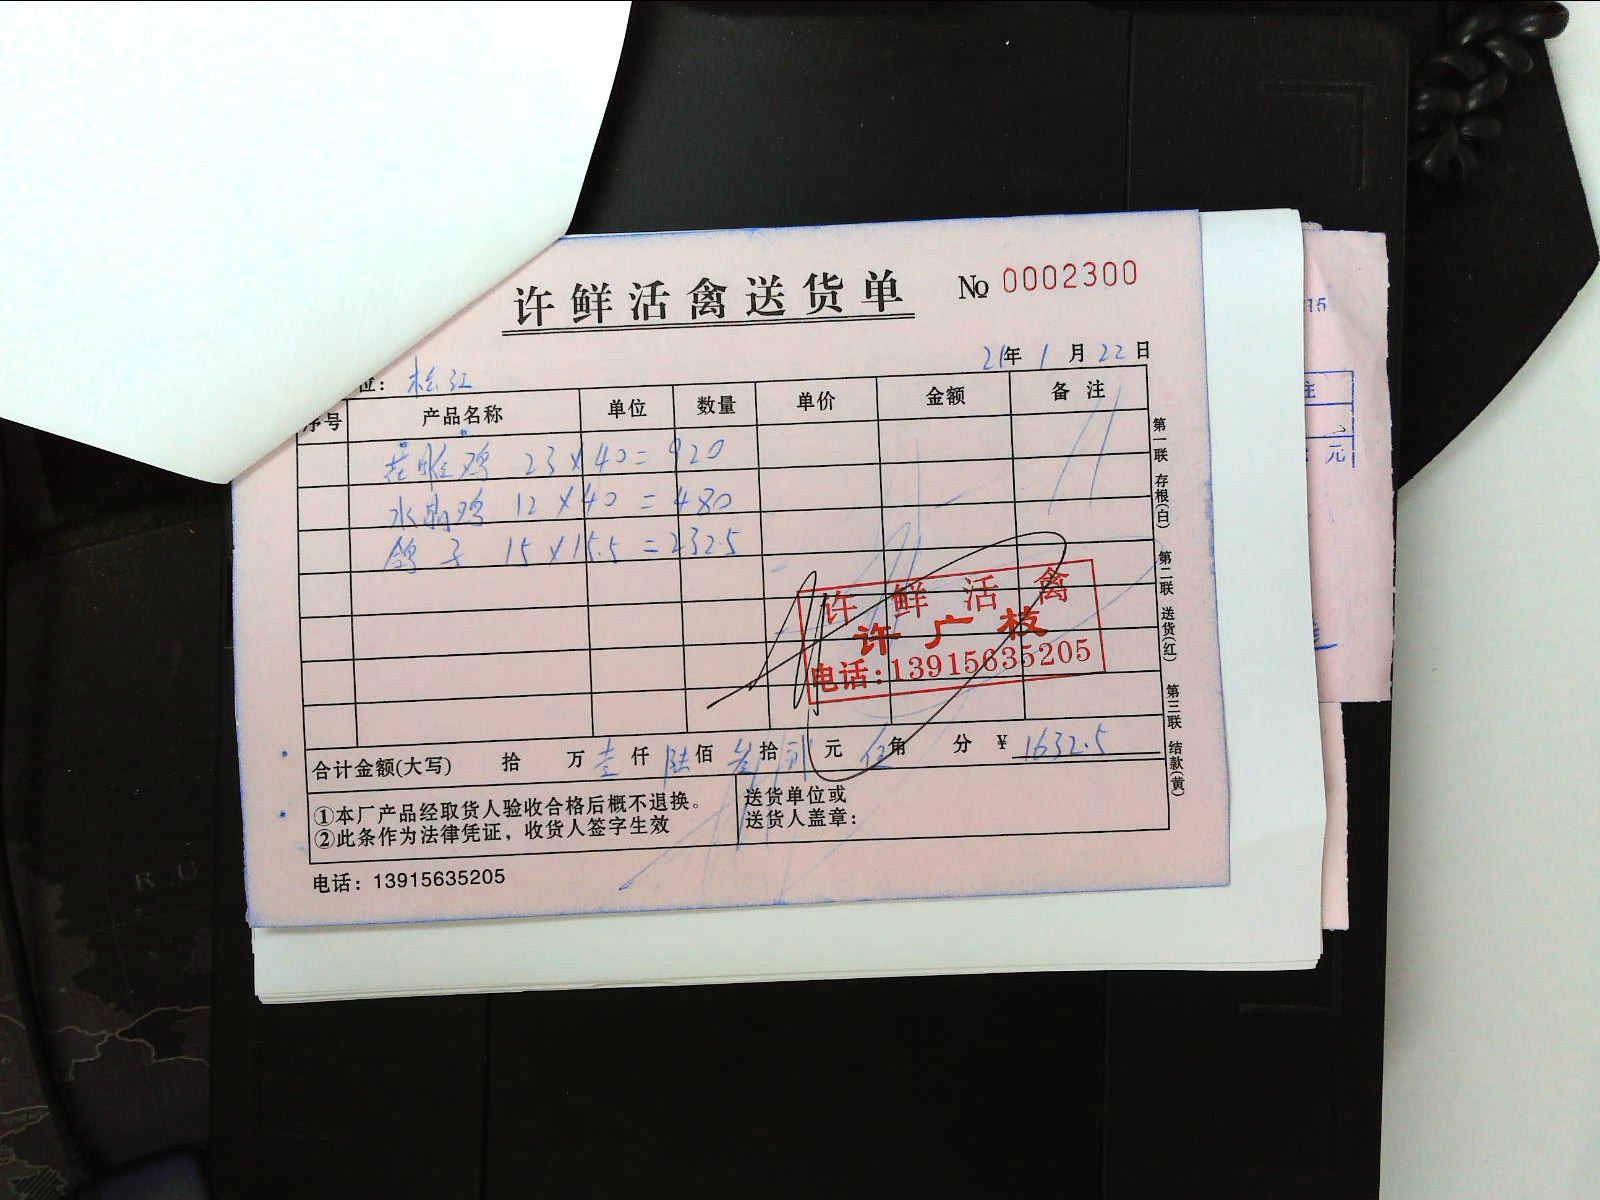 许鲜活禽送货单 № 0002300
21年 1 月 22 日
位: 松江
序号 产品名称 单位 数量 单价 金额 备注
鸡 23×40=920
水 鸡 12×40=480
鸽子 15×15.5=232.5
许鲜活禽
许广枝
电话:13915635205
合计金额(大写) 拾 万 壹 仟 陆 佰 叁 拾 贰 元 伍 角 分 ¥ 1632.5
①本厂产品经取货人验收合格后概不退换。
②此条作为法律凭证，收货人签字生效
送货单位或
送货人盖章:
电话: 13915635205
第一联 存根(白) 第二联 送货(红) 第三联 结款(黄)
15
元